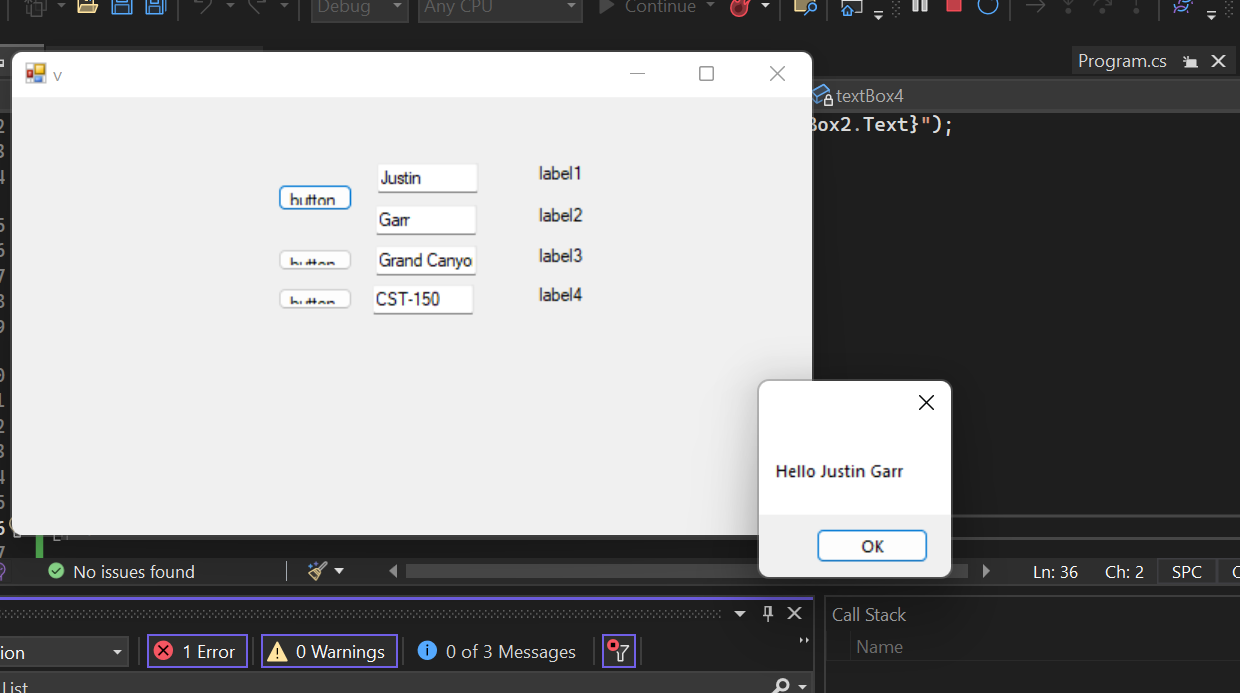 Debug
Any CPU
Continue
v
Program.cs
textBox4
Box2.Text}");
Justin
label1
button
Garr
label2
Grand Canyo
label3
button
CST-150
label4
button
Hello Justin Garr
OK
No issues found
Ln: 36
Ch: 2
SPC
Call Stack
1 Error
0 Warnings
0 of 3 Messages
Name
List